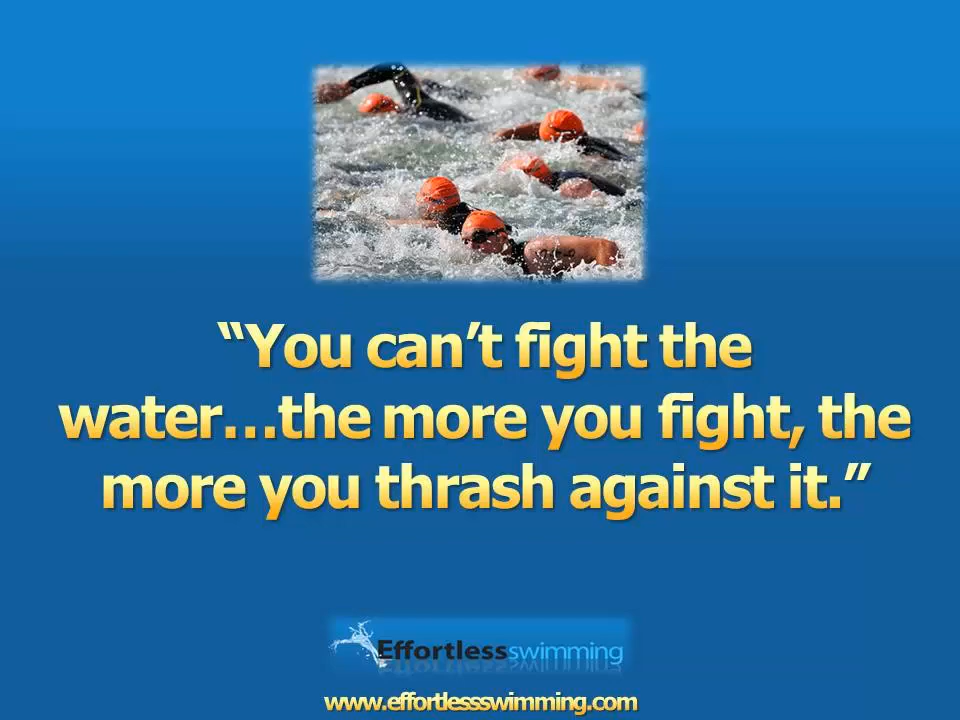 “You can’t fight the
water…the more you fight, the
more you thrash against it.”
Effortlessswimming
www.effortlessswimming.com